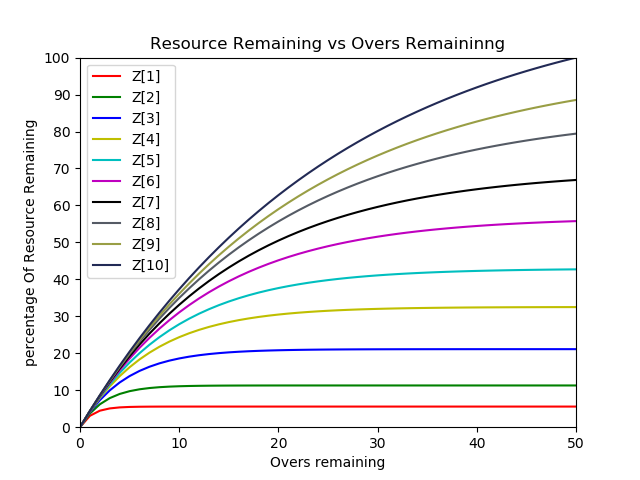 Resource Remaining vs Overs Remaininng
percentage Of Resource Remaining
100
90
80
70
60
50
40
30
20
10
0
Z[1]
Z[2]
Z[3]
Z[4]
Z[5]
Z[6]
Z[7]
Z[8]
Z[9]
Z[10]
0 10 20 30 40 50
Overs remaining